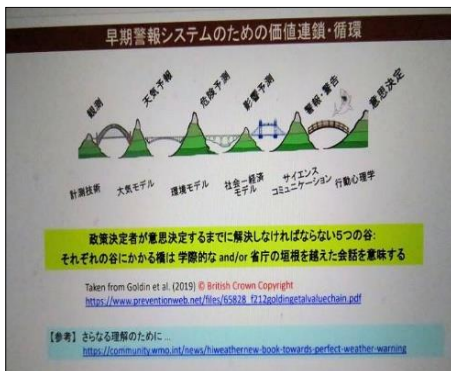 早期警報システムのための価値連鎖・循環
観測
天気予報
危険予測
影響予測
警報・警告
意思決定
計測技術
大気モデル
環境モデル
社会ー経済
モデル
サイエンス
コミュニケーション
行動心理学
政策決定者が意思決定するまでに解決しなければならない5つの谷:
それぞれの谷にかかる橋は 学際的な and/or 省庁の垣根を越えた会話を意味する
Taken from Goldin et al. (2019) © British Crown Copyright
https://www.preventionweb.net/files/65828_f212goldingetalvaluechain.pdf
【参考】 さらなる理解のために ...
https://community.wmo.int/news/hiweathernew-book-towards-perfect-weather-warning